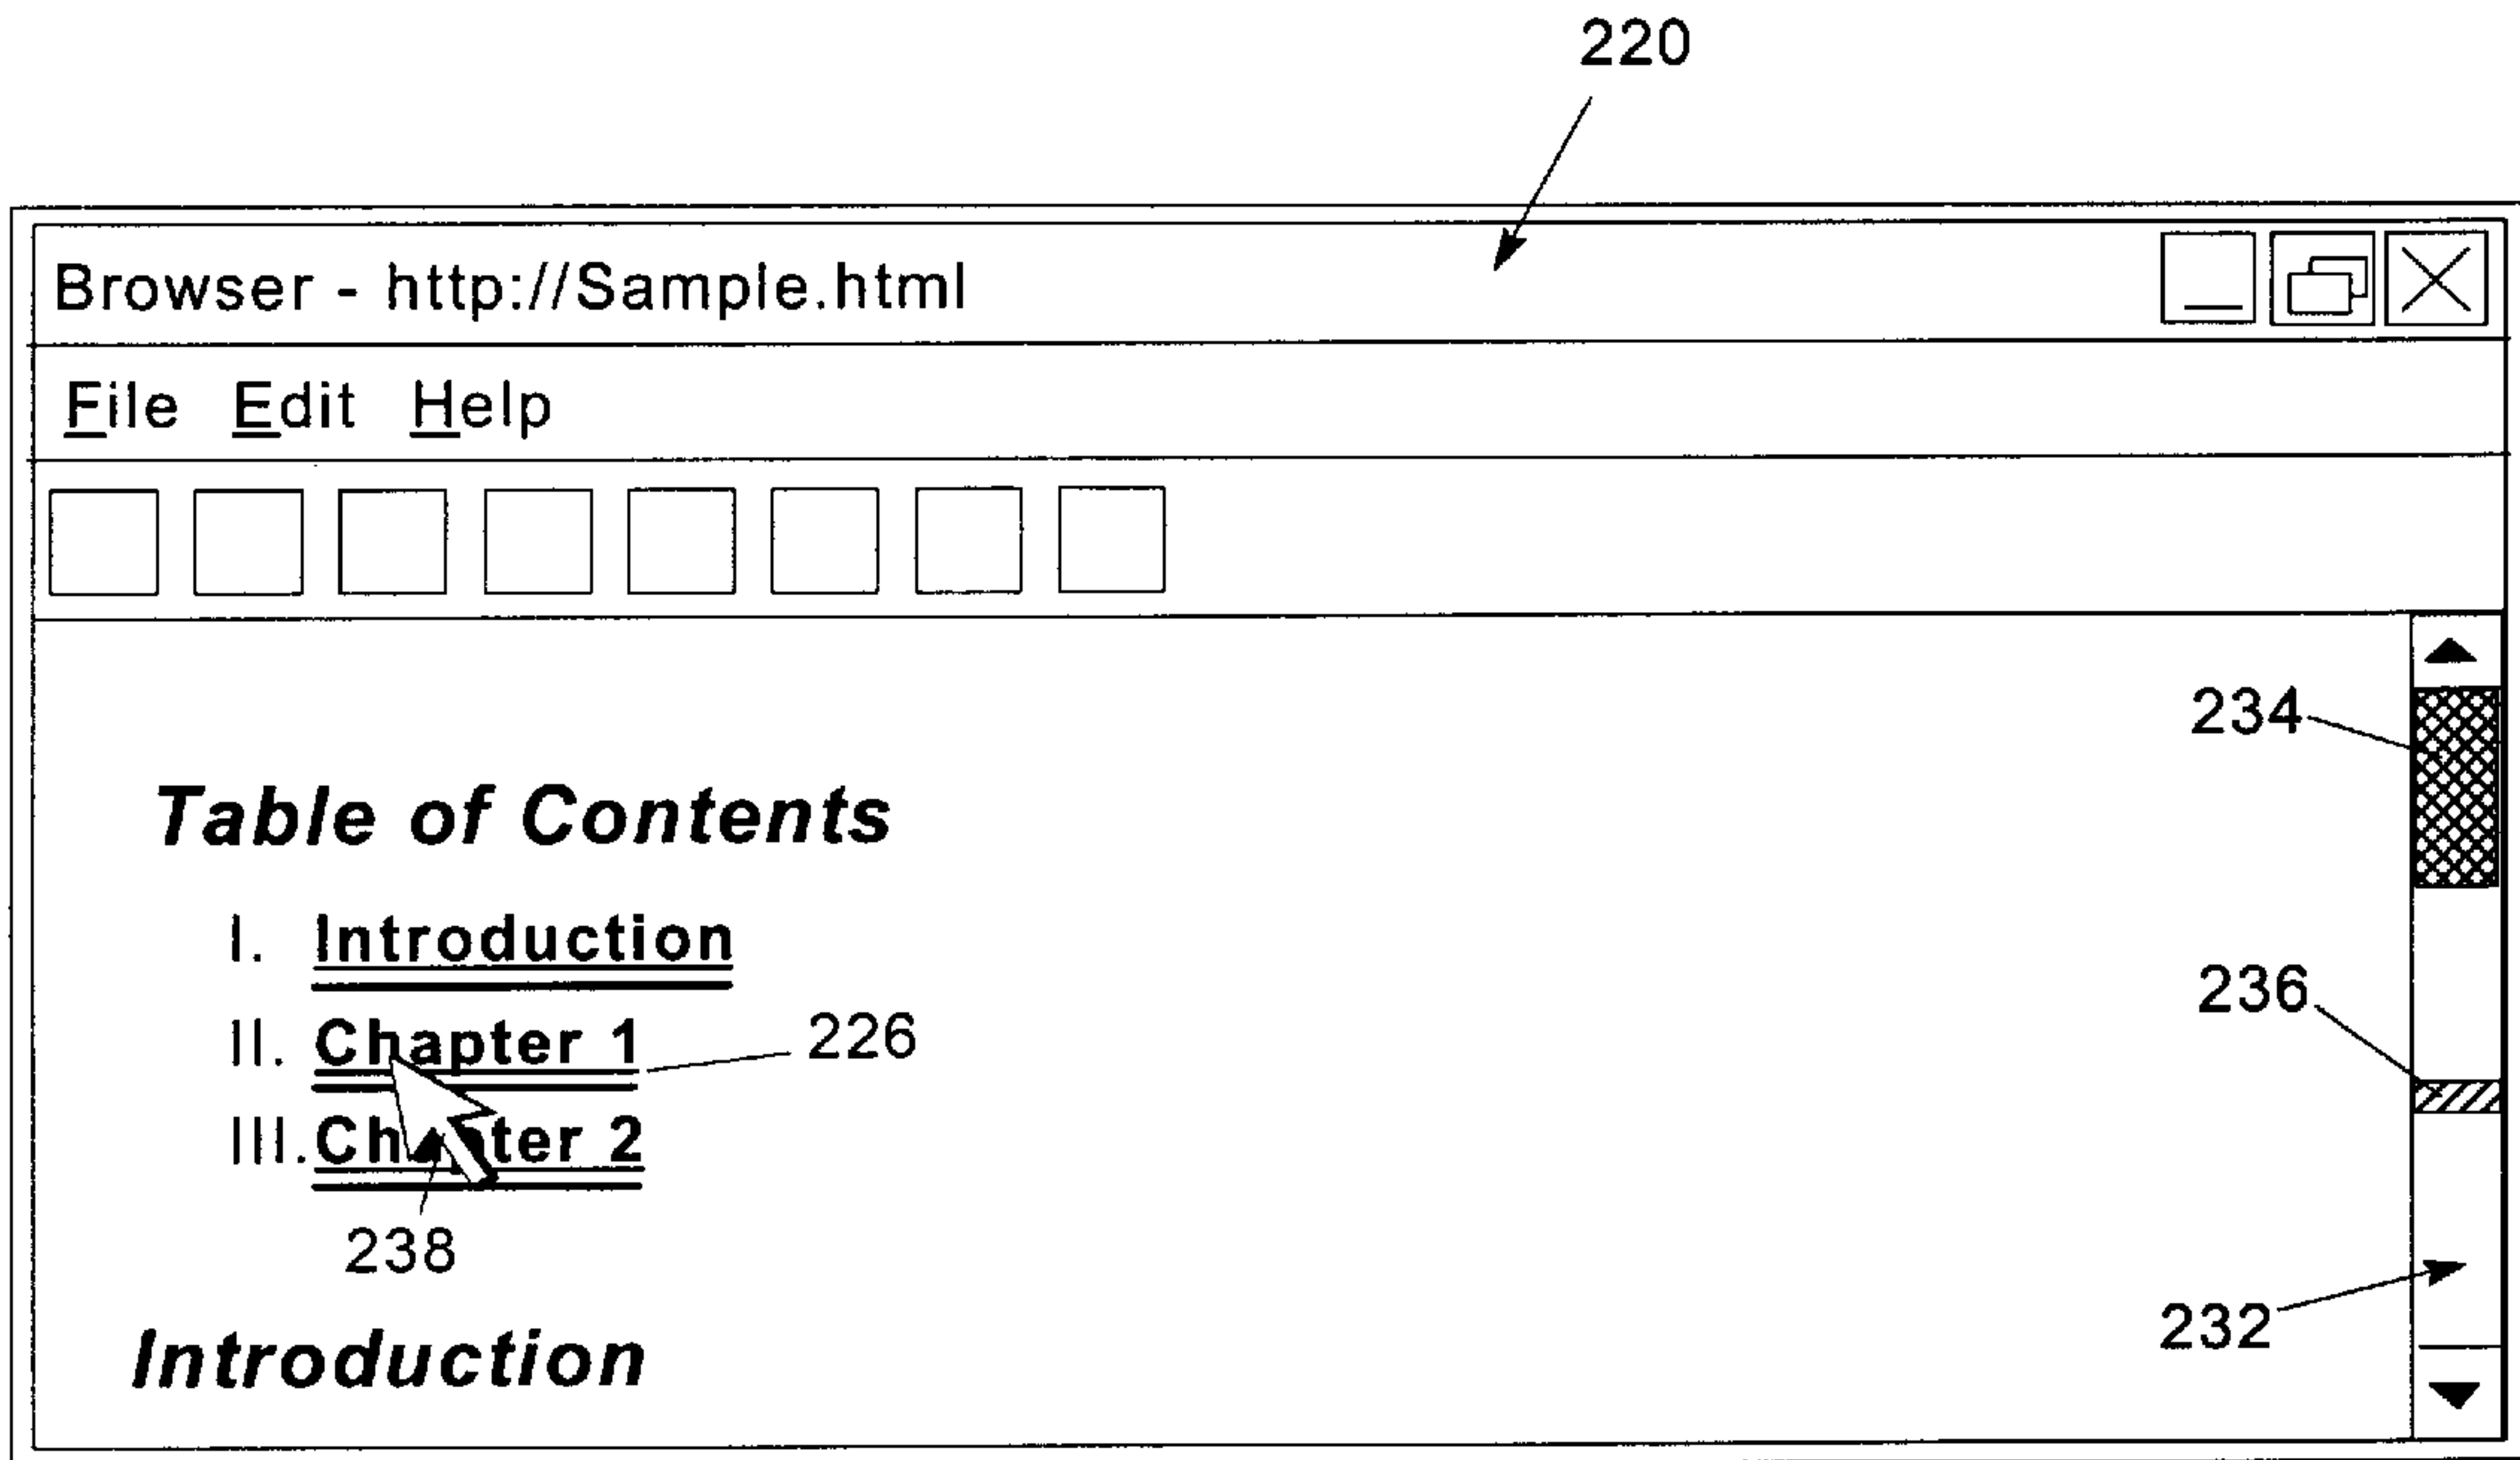 220
Browser - http://Sample.html
File Edit Help
234
Table of Contents
I. Introduction
236
II. Chapter 1 226
III. Chapter 2
238
232
Introduction